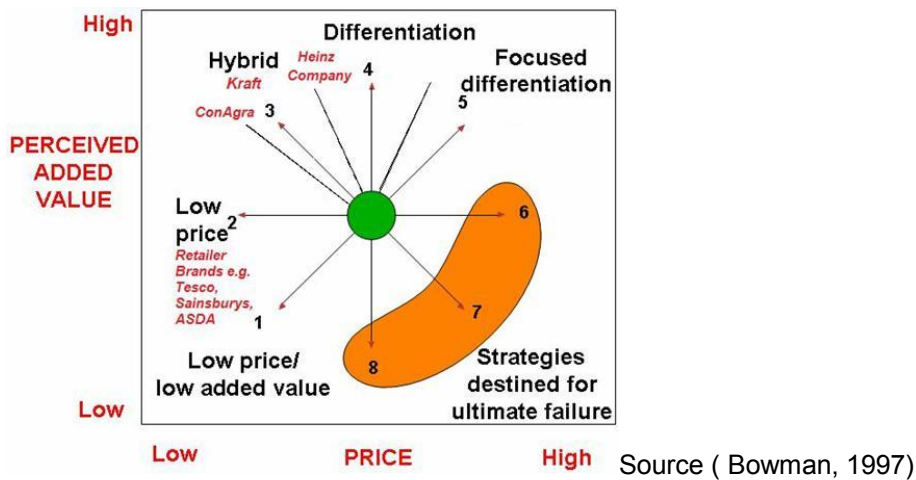 High
Differentiation
Hybrid
Kraft
Heinz
Company
4
Focused
differentiation
5
ConAgra
3
PERCEIVED
ADDED
VALUE
Low
price
2
6
Retailer
Brands e.g.
Tesco,
Sainsburys,
ASDA
1
7
Low price/
low added value
8
Strategies
destined for
ultimate failure
Low
Low
PRICE
High
Source ( Bowman, 1997)